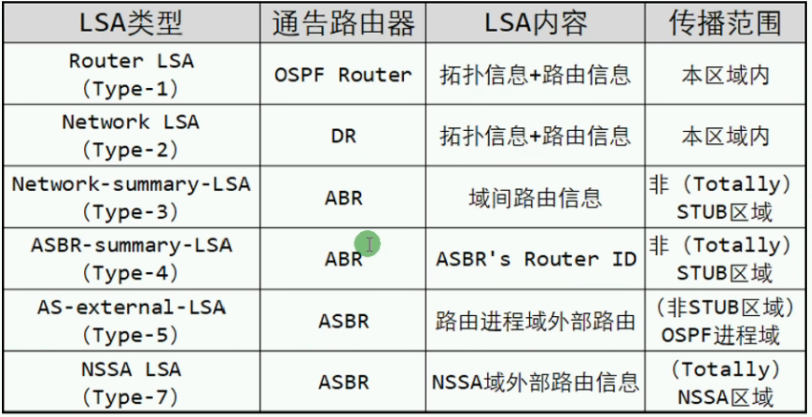 LSA类型 通告路由器 LSA内容 传播范围
Router LSA
（Type-1） OSPF Router 拓扑信息+路由信息 本区域内
Network LSA
（Type-2） DR 拓扑信息+路由信息 本区域内
Network-summary-LSA
（Type-3） ABR 域间路由信息 非（Totally）
STUB区域
ASBR-summary-LSA
（Type-4） ABR ASBR's Router ID 非（Totally）
STUB区域
AS-external-LSA
（Type-5） ASBR 路由进程域外部路由 （非STUB区域）
OSPF进程域
NSSA LSA
（Type-7） ASBR NSSA域外部路由信息 （Totally）
NSSA区域